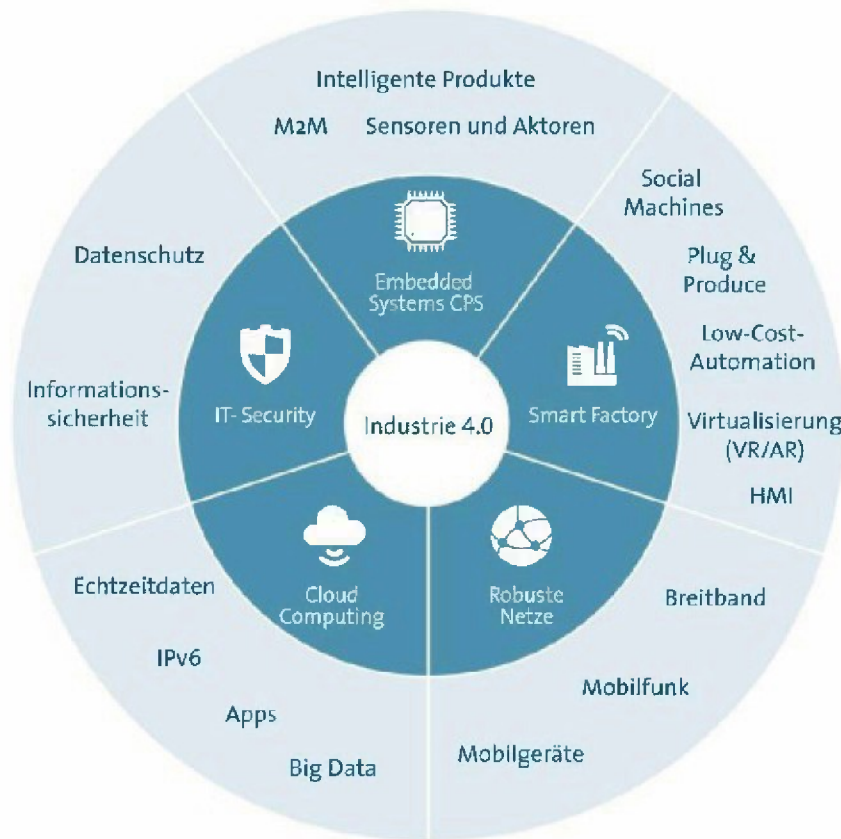 Intelligente Produkte
M2M Sensoren und Aktoren
Social
Machines
Plug &
Produce
Low-Cost-
Automation
Virtualisierung
(VR/AR)
HMI
Datenschutz
Informations-
sicherheit
Embedded
Systems CPS
IT- Security
Industrie 4.0
Smart Factory
Cloud
Computing
Robuste
Netze
Echtzeitdaten
IPv6
Apps
Big Data
Breitband
Mobilfunk
Mobilgeräte